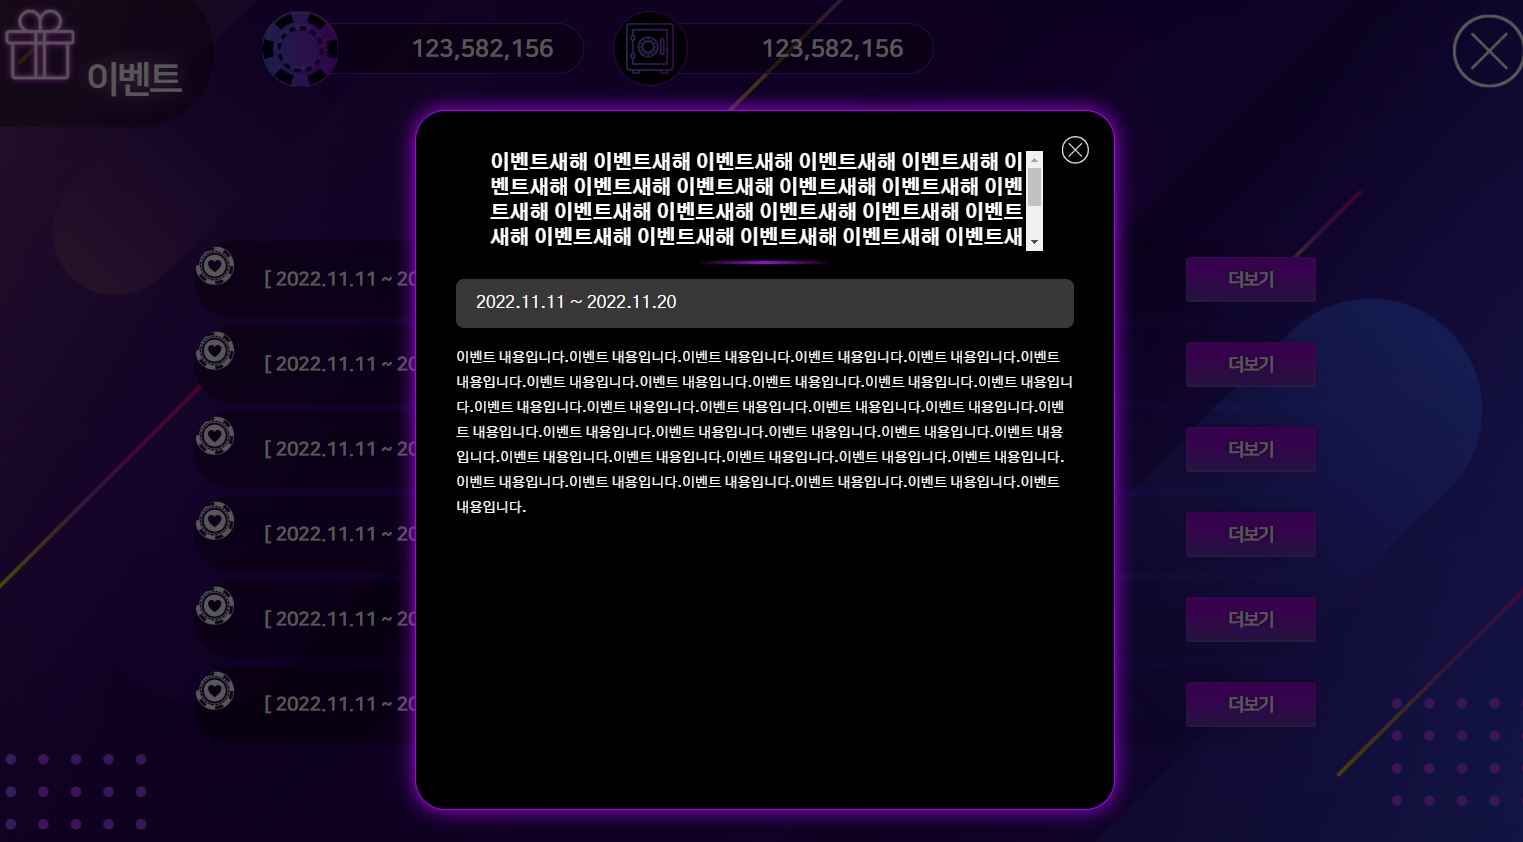 이벤트
123,582,156
123,582,156
이벤트새해 이벤트새해 이벤트새해 이벤트새해 이벤트새해 이
벤트새해 이벤트새해 이벤트새해 이벤트새해 이벤트새해 이벤
트새해 이벤트새해 이벤트새해 이벤트새해 이벤트새해 이벤트
새해 이벤트새해 이벤트새해 이벤트새해 이벤트새해 이벤트새
2022.11.11 ~ 2022.11.20
이벤트 내용입니다.이벤트 내용입니다.이벤트 내용입니다.이벤트 내용입니다.이벤트 내용입니다.이벤트
내용입니다.이벤트 내용입니다.이벤트 내용입니다.이벤트 내용입니다.이벤트 내용입니다.이벤트 내용입니
다.이벤트 내용입니다.이벤트 내용입니다.이벤트 내용입니다.이벤트 내용입니다.이벤트 내용입니다.이벤
트 내용입니다.이벤트 내용입니다.이벤트 내용입니다.이벤트 내용입니다.이벤트 내용입니다.이벤트 내용
입니다.이벤트 내용입니다.이벤트 내용입니다.이벤트 내용입니다.이벤트 내용입니다.이벤트 내용입니다.
이벤트 내용입니다.이벤트 내용입니다.이벤트 내용입니다.이벤트 내용입니다.이벤트 내용입니다.이벤트
내용입니다.
[ 2022.11.11 ~ 20
더보기
[ 2022.11.11 ~ 20
더보기
[ 2022.11.11 ~ 20
더보기
[ 2022.11.11 ~ 20
더보기
[ 2022.11.11 ~ 20
더보기
[ 2022.11.11 ~ 20
더보기